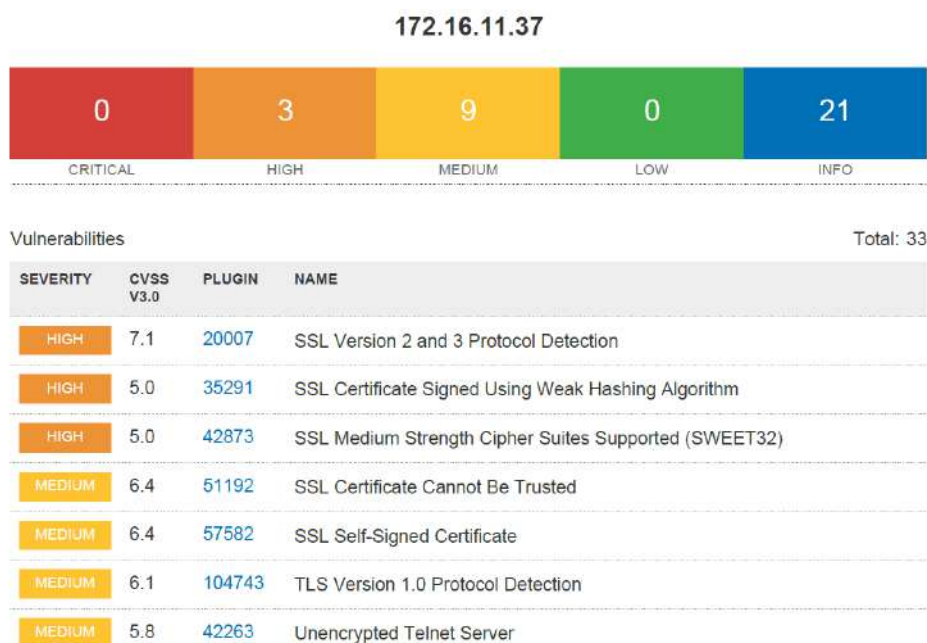 172.16.11.37
0 3 9 0 21
CRITICAL HIGH MEDIUM LOW INFO
Vulnerabilities Total: 33
SEVERITY CVSS V3.0 PLUGIN NAME
HIGH 7.1 20007 SSL Version 2 and 3 Protocol Detection
HIGH 5.0 35291 SSL Certificate Signed Using Weak Hashing Algorithm
HIGH 5.0 42873 SSL Medium Strength Cipher Suites Supported (SWEET32)
MEDIUM 6.4 51192 SSL Certificate Cannot Be Trusted
MEDIUM 6.4 57582 SSL Self-Signed Certificate
MEDIUM 6.1 104743 TLS Version 1.0 Protocol Detection
MEDIUM 5.8 42263 Unencrypted Telnet Server